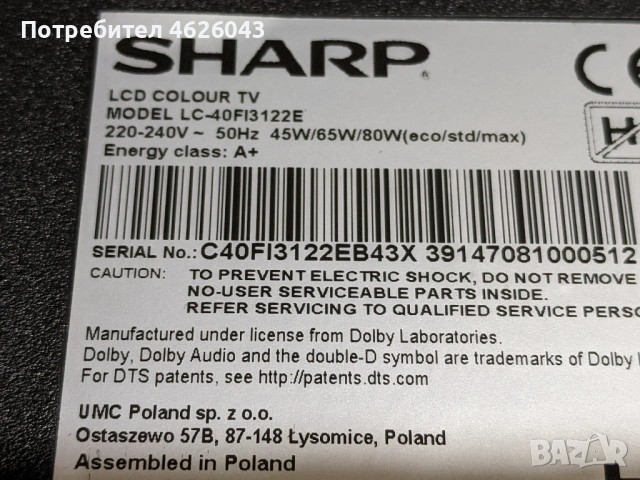 Потребител 4626043
SHARP®
LCD COLOUR TV
MODEL LC-40FI3122E
220-240V ~ 50Hz 45W/65W/80W(eco/std/max)
Energy class: A+
SERIAL No.: C40FI3122EB43X 39147081000512
CAUTION: TO PREVENT ELECTRIC SHOCK, DO NOT REMOVE
NO-USER SERVICEABLE PARTS INSIDE.
REFER SERVICING TO QUALIFIED SERVICE
Manufactured under license from Dolby Laboratories.
Dolby, Dolby Audio and the double-D symbol are trademarks of Dolby
For DTS patents, see http://patents.dts.com
UMC Poland sp. z o.o.
Ostaszewo 57B, 87-148 Łysomice, Poland
Assembled in Poland
BAZAR